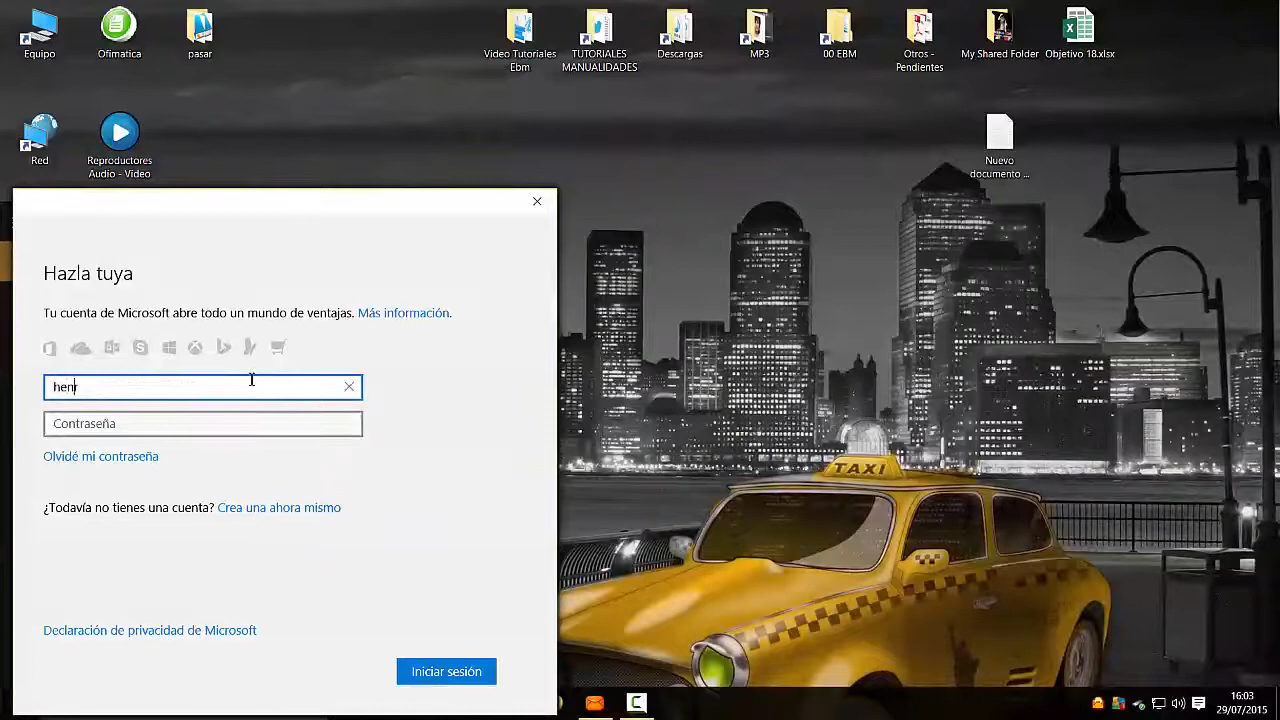 Equipo
Ofimatica
pasar
Video Tutoriales
Ebm
TUTORIALES
MANUALIDADES
Descargas
MP3
00 EBM
Otros -
Pendientes
My Shared Folder
Objetivo 18.xlsx
Red
Reproductores
Audio - Video
Nuevo
documento ...
Hazla tuya
Tu cuenta de Microsoft abre todo un mundo de ventajas. Más información.
henr
Contraseña
Olvidé mi contraseña
¿Todavía no tienes una cuenta? Crea una ahora mismo
Declaración de privacidad de Microsoft
Iniciar sesión
TAXI
16:03
29/07/2015